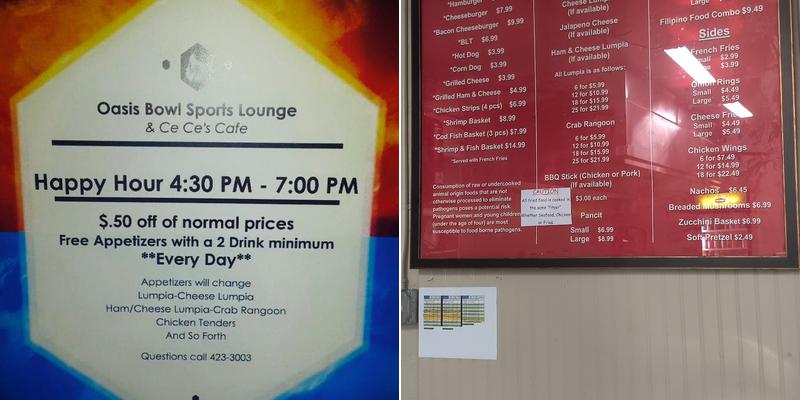 Oasis Bowl Sports Lounge
& Ce Ce's Cafe
Happy Hour 4:30 PM - 7:00 PM
$.50 off of normal prices
Free Appetizers with a 2 Drink minimum
**Every Day**
Appetizers will change
Lumpia-Cheese Lumpia
Ham/Cheese Lumpia-Crab Rangoon
Chicken Tenders
And So Forth
Questions call 423-3003
*Hamburger
*Cheeseburger $7.99
*Bacon Cheeseburger $9.99
*BLT $6.99
*Hot Dog $3.99
*Corn Dog $3.99
*Grilled Cheese $3.99
*Grilled Ham & Cheese $4.99
*Chicken Strips (4 pcs) $6.99
*Shrimp Basket $8.99
*Cod Fish Basket (3 pcs) $7.99
*Shrimp & Fish Basket $14.99
*Served with French Fries
Consumption of raw or undercooked
animal origin foods that are not
otherwise processed to eliminate
pathogens poses a potential risk.
Pregnant women and young children
(under the age of four) are most
susceptible to food borne pathogens.
Cheese Lumpia
(If available)
Jalapeno Cheese
(If available)
Ham & Cheese Lumpia
(If available)
All Lumpia is as follows:
6 for $5.99
12 for $10.99
18 for $15.99
25 for $21.99
Crab Rangoon
6 for $5.99
12 for $10.99
18 for $15.99
25 for $21.99
BBQ Stick (Chicken or Pork)
(If available)
$3.00 each
CAUTION
All fried food is cooked in
the same "fryer"
Whether Seafood, Chicken
or Fries
Pancit
Small $6.99
Large $8.99
Filipino Food Combo $9.49
Sides
French Fries
Small $2.99
Large $3.99
Onion Rings
Small $4.49
Large $5.49
Cheese Fries
Small $4.49
Large $5.49
Chicken Wings
6 for $7.49
12 for $14.99
18 for $22.49
Nachos $6.45
Breaded Mushrooms $6.99
Zucchini Basket $6.99
Soft Pretzel $2.49